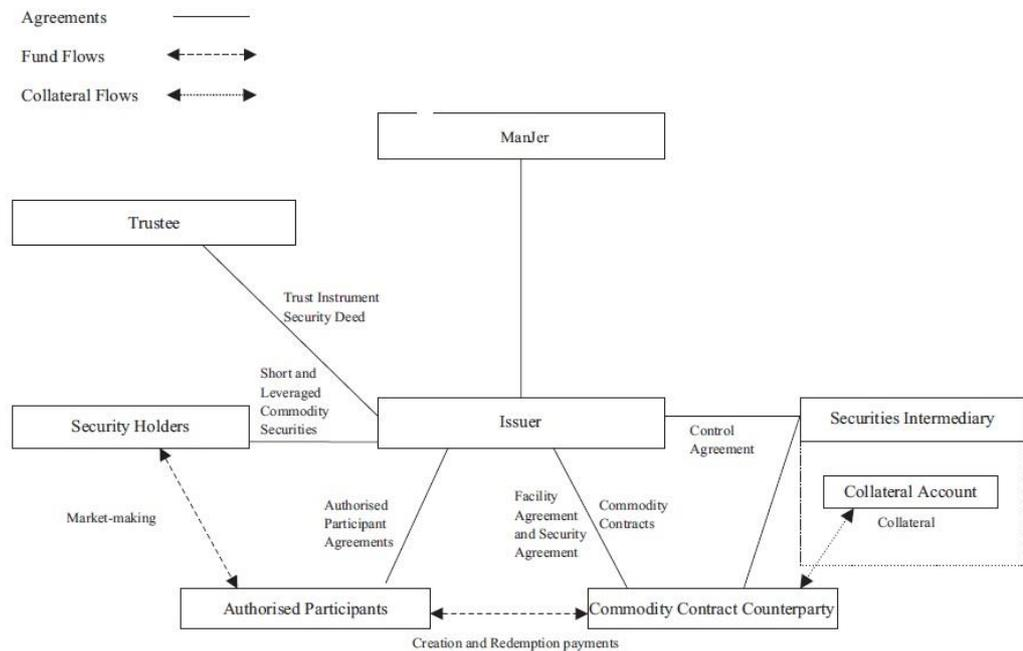 Agreements
Fund Flows
Collateral Flows
ManJer
Trustee
Trust Instrument
Security Deed
Short and
Leveraged
Commodity
Securities
Security Holders
Issuer
Control
Agreement
Securities Intermediary
Collateral Account
Collateral
Market-making
Authorised
Participant
Agreements
Facility
Agreement
and Security
Agreement
Commodity
Contracts
Authorised Participants
Commodity Contract Counterparty
Creation and Redemption payments